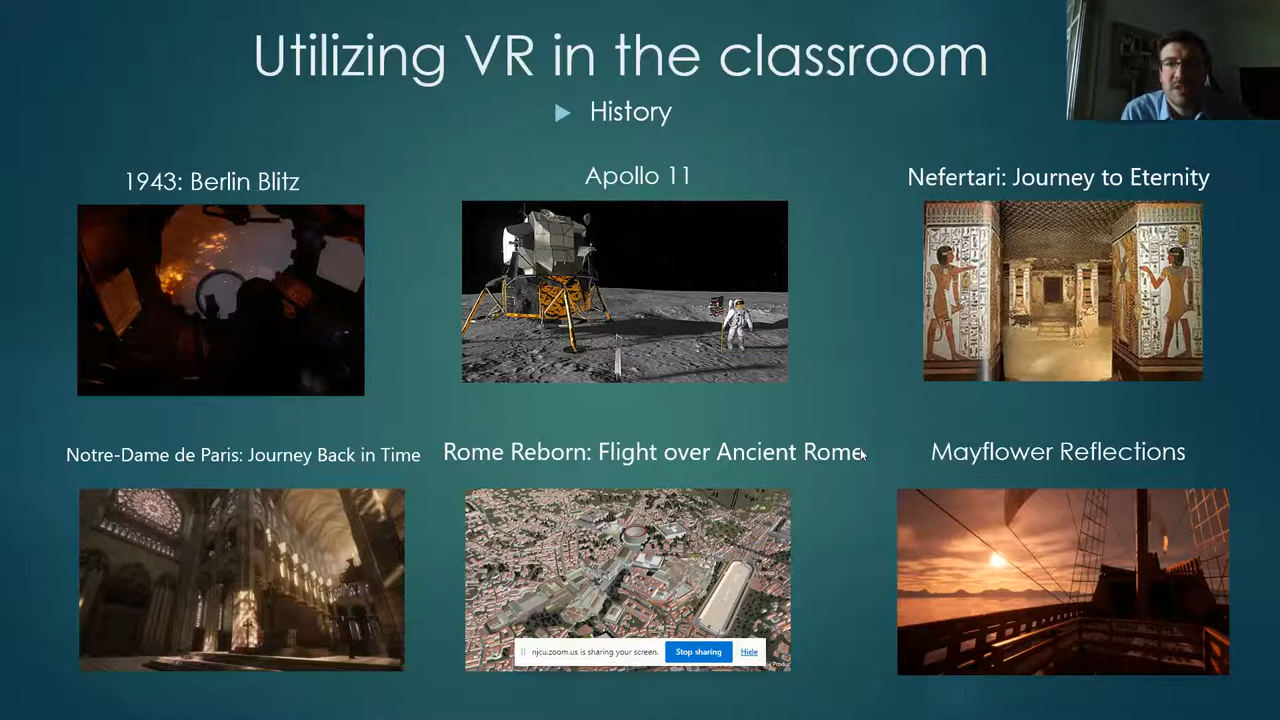 Utilizing VR in the classroom
History
1943: Berlin Blitz
Apollo 11
Nefertari: Journey to Eternity
Notre-Dame de Paris: Journey Back in Time
Rome Reborn: Flight over Ancient Rome
Mayflower Reflections
njcu.zoom.us is sharing your screen.
Stop sharing
Hide